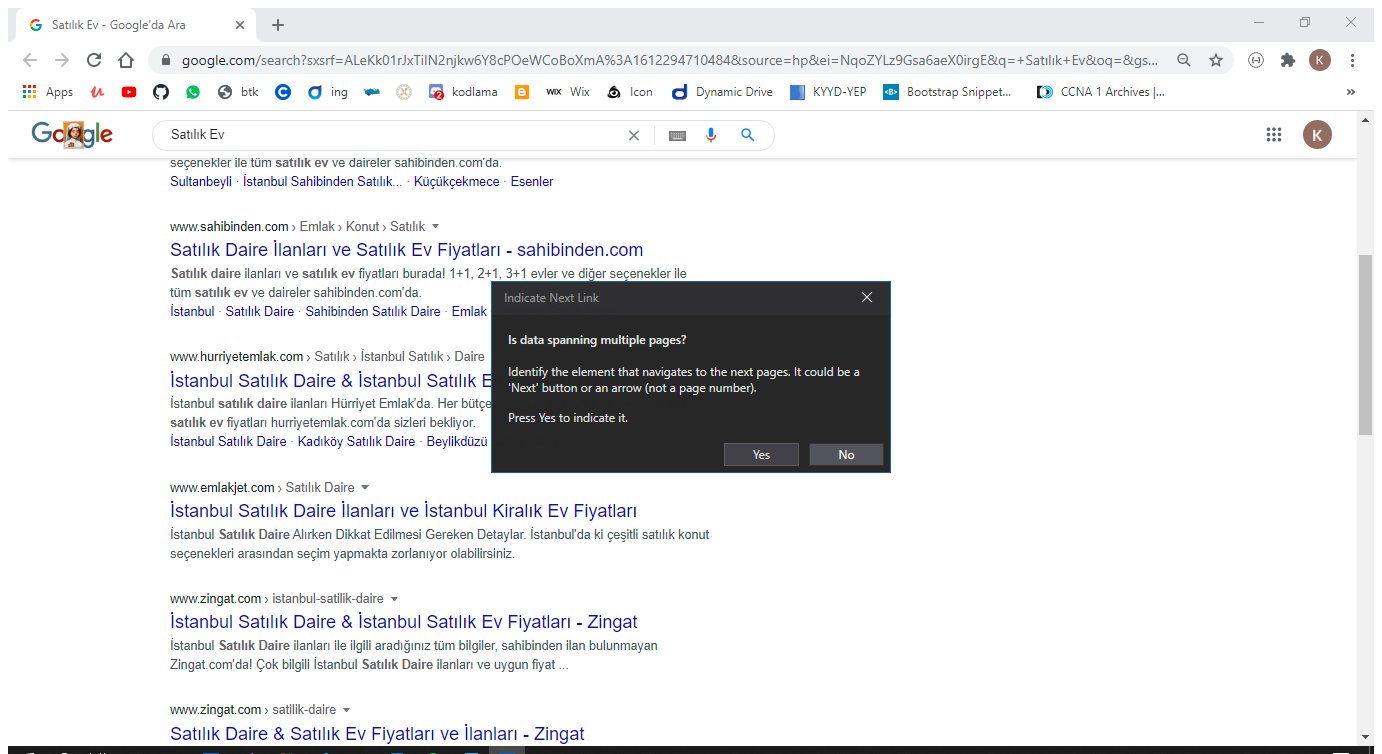 Satılık Ev - Google'da Ara
google.com/search?sxsrf=ALeKk01rJxTilN2njkw6Y8cPOeWCoBoXmA%3A1612294710484&source=hp&ei=NqoZYLz9Gsa6aeX0irgE&q=+Satılık+Ev&oq=&gs...
K
Apps btk ing kodlama Wix Wix Icon Dynamic Drive KYYD-YEP Bootstrap Snippet... CCNA 1 Archives |... »
Google Satılık Ev K
seçenekler ile tüm satılık ev ve daireler sahibinden.com'da.
Sultanbeyli · İstanbul Sahibinden Satılık... · Küçükçekmece · Esenler
www.sahibinden.com › Emlak › Konut › Satılık
Satılık Daire İlanları ve Satılık Ev Fiyatları - sahibinden.com
Satılık daire ilanları ve satılık ev fiyatları burada! 1+1, 2+1, 3+1 evler ve diğer seçenekler ile
tüm satılık ev ve daireler sahibinden.com'da.
İstanbul · Satılık Daire · Sahibinden Satılık Daire · Emlak
www.hurriyetemlak.com › Satılık › İstanbul Satılık › Daire
İstanbul Satılık Daire & İstanbul Satılık E
İstanbul satılık daire ilanları Hürriyet Emlak'da. Her bütçe
satılık ev fiyatları hurriyetemlak.com'da sizleri bekliyor.
İstanbul Satılık Daire · Kadıköy Satılık Daire · Beylikdüzü
Indicate Next Link
Is data spanning multiple pages?
Identify the element that navigates to the next pages. It could be a
'Next' button or an arrow (not a page number).
Press Yes to indicate it.
Yes No
www.emlakjet.com › Satılık Daire
İstanbul Satılık Daire İlanları ve İstanbul Kiralık Ev Fiyatları
İstanbul Satılık Daire Alırken Dikkat Edilmesi Gereken Detaylar. İstanbul'da ki çeşitli satılık konut
seçenekleri arasından seçim yapmakta zorlanıyor olabilirsiniz.
www.zingat.com › istanbul-satilik-daire
İstanbul Satılık Daire & İstanbul Satılık Ev Fiyatları - Zingat
İstanbul Satılık Daire ilanları ile ilgili aradığınız tüm bilgiler, sahibinden ilan bulunmayan
Zingat.com'da! Çok bilgili İstanbul Satılık Daire ilanları ve uygun fiyat ...
www.zingat.com › satilik-daire
Satılık Daire & Satılık Ev Fiyatları ve İlanları - Zingat